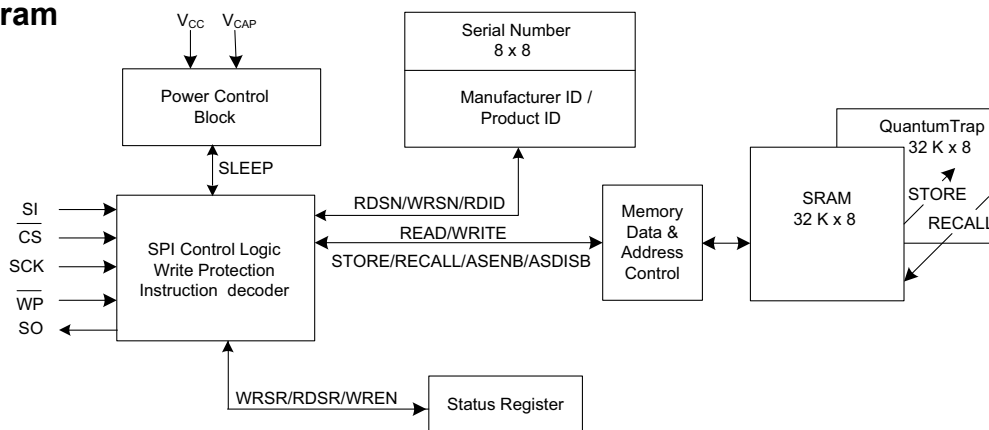 ram
VCC
VCAP
Serial Number
8 x 8
Manufacturer ID /
Product ID
Power Control
Block
SLEEP
QuantumTrap
32 K x 8
SRAM
32 K x 8
STORE
RECALL
SI
CS
SCK
WP
SO
SPI Control Logic
Write Protection
Instruction decoder
RDSN/WRSN/RDID
READ/WRITE
STORE/RECALL/ASENB/ASDISB
Memory
Data &
Address
Control
WRSR/RDSR/WREN
Status Register